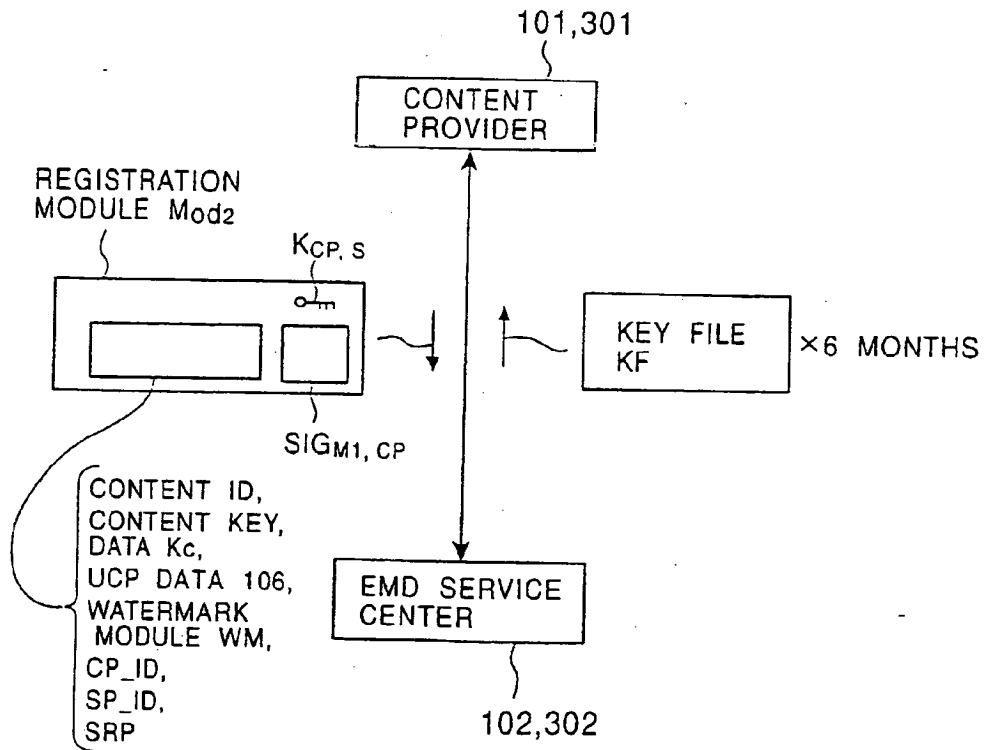 101,301
CONTENT
PROVIDER
REGISTRATION
MODULE Mod2
KCP, S
SIGM1, CP
KEY FILE
KF
×6 MONTHS
CONTENT ID,
CONTENT KEY,
DATA Kc,
UCP DATA 106,
WATERMARK
MODULE WM,
CP_ID,
SP_ID,
SRP
EMD SERVICE
CENTER
102,302